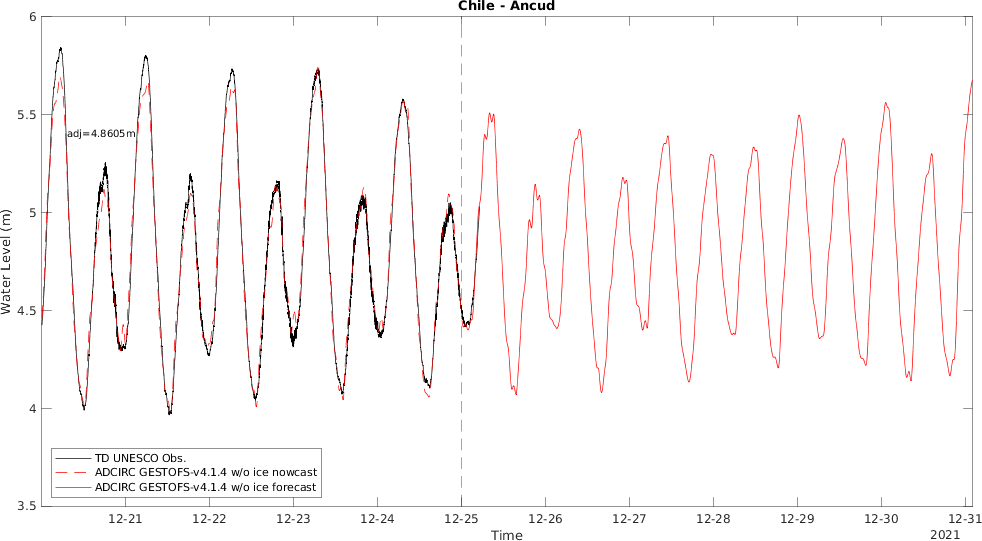 Chile - Ancud
6
5.5
5
4.5
4
3.5
Water Level (m)
adj=4.8605m
TD UNESCO Obs.
ADCIRC GESTOFS-v4.1.4 w/o ice nowcast
ADCIRC GESTOFS-v4.1.4 w/o ice forecast
12-21 12-22 12-23 12-24 12-25 12-26 12-27 12-28 12-29 12-30 12-31
Time
2021